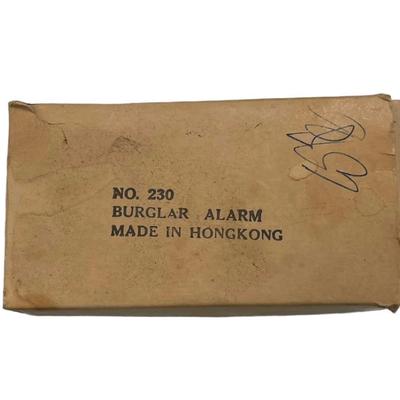 NO. 230
BURGLAR ALARM
MADE IN HONGKONG